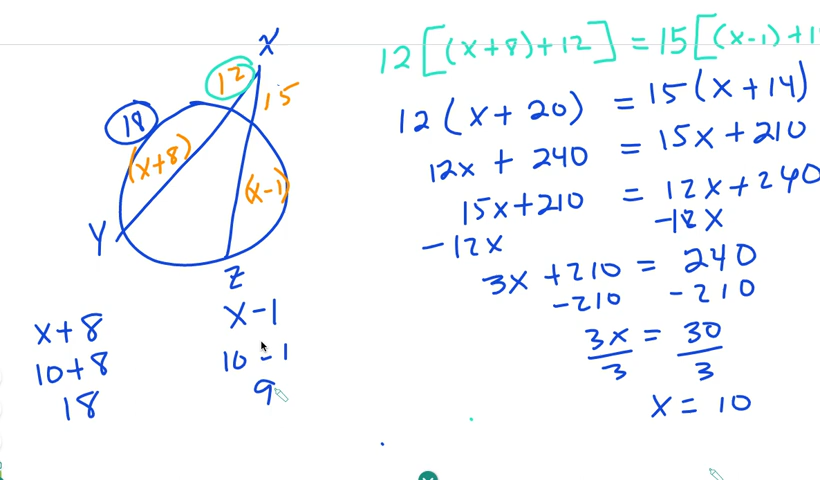 X
12
15
18
(x+8)
(x-1)
Y
Z
x+8
10+8
18
x-1
10-1
9
12[(x+8)+12] = 15[(x-1)+1
12(x+20) = 15(x+14)
12x + 240 = 15x+210
15x+210 = 12x+240
-12x -12x
3x +210 = 240
-210 -210
3x = 30
3 3
x = 10